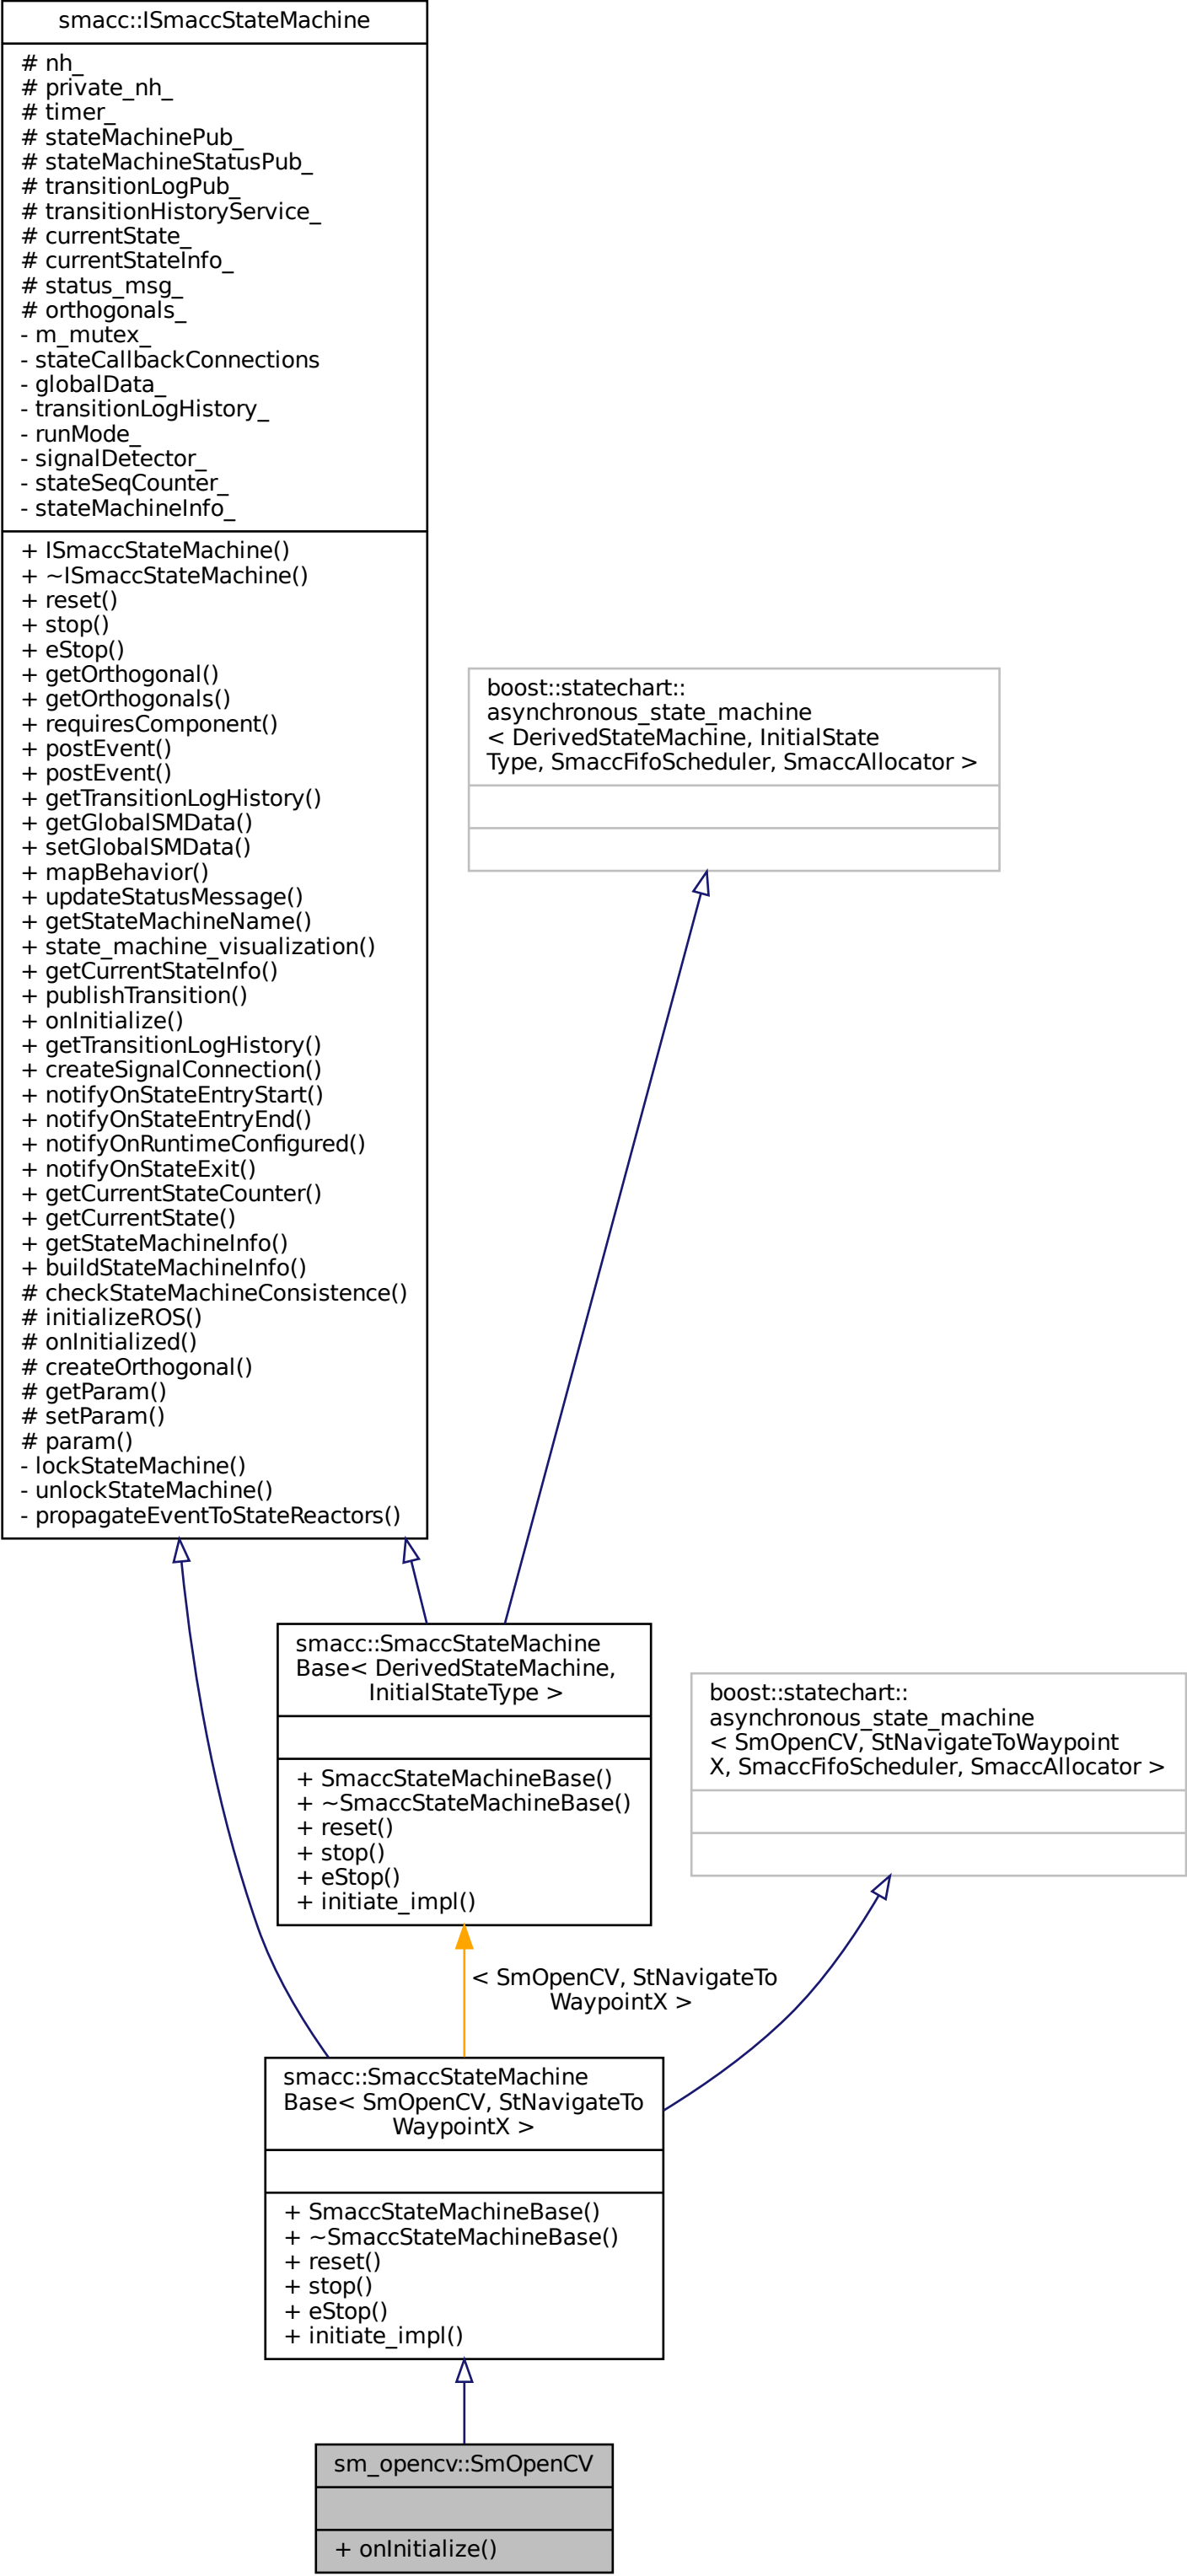 smacc::ISmaccStateMachine
# nh_
# private_nh_
# timer_
# stateMachinePub_
# stateMachineStatusPub_
# transitionLogPub_
# transitionHistoryService_
# currentState_
# currentStateInfo_
# status_msg_
# orthogonals_
- m_mutex_
- stateCallbackConnections
- globalData_
- transitionLogHistory_
- runMode_
- signalDetector_
- stateSeqCounter_
- stateMachineInfo_
+ ISmaccStateMachine()
+ ~ISmaccStateMachine()
+ reset()
+ stop()
+ eStop()
+ getOrthogonal()
+ getOrthogonals()
+ requiresComponent()
+ postEvent()
+ postEvent()
+ getTransitionLogHistory()
+ getGlobalSMData()
+ setGlobalSMData()
+ mapBehavior()
+ updateStatusMessage()
+ getStateMachineName()
+ state_machine_visualization()
+ getCurrentStateInfo()
+ publishTransition()
+ onInitialize()
+ getTransitionLogHistory()
+ createSignalConnection()
+ notifyOnStateEntryStart()
+ notifyOnStateEntryEnd()
+ notifyOnRuntimeConfigured()
+ notifyOnStateExit()
+ getCurrentStateCounter()
+ getCurrentState()
+ getStateMachineInfo()
+ buildStateMachineInfo()
# checkStateMachineConsistence()
# initializeROS()
# onInitialized()
# createOrthogonal()
# getParam()
# setParam()
# param()
- lockStateMachine()
- unlockStateMachine()
- propagateEventToStateReactors()
boost::statechart::
asynchronous_state_machine
< DerivedStateMachine, InitialState
Type, SmaccFifoScheduler, SmaccAllocator >
smacc::SmaccStateMachine
Base< DerivedStateMachine,
InitialStateType >
+ SmaccStateMachineBase()
+ ~SmaccStateMachineBase()
+ reset()
+ stop()
+ eStop()
+ initiate_impl()
boost::statechart::
asynchronous_state_machine
< SmOpenCV, StNavigateToWaypoint
X, SmaccFifoScheduler, SmaccAllocator >
< SmOpenCV, StNavigateTo
WaypointX >
smacc::SmaccStateMachine
Base< SmOpenCV, StNavigateTo
WaypointX >
+ SmaccStateMachineBase()
+ ~SmaccStateMachineBase()
+ reset()
+ stop()
+ eStop()
+ initiate_impl()
sm_opencv::SmOpenCV
+ onInitialize()